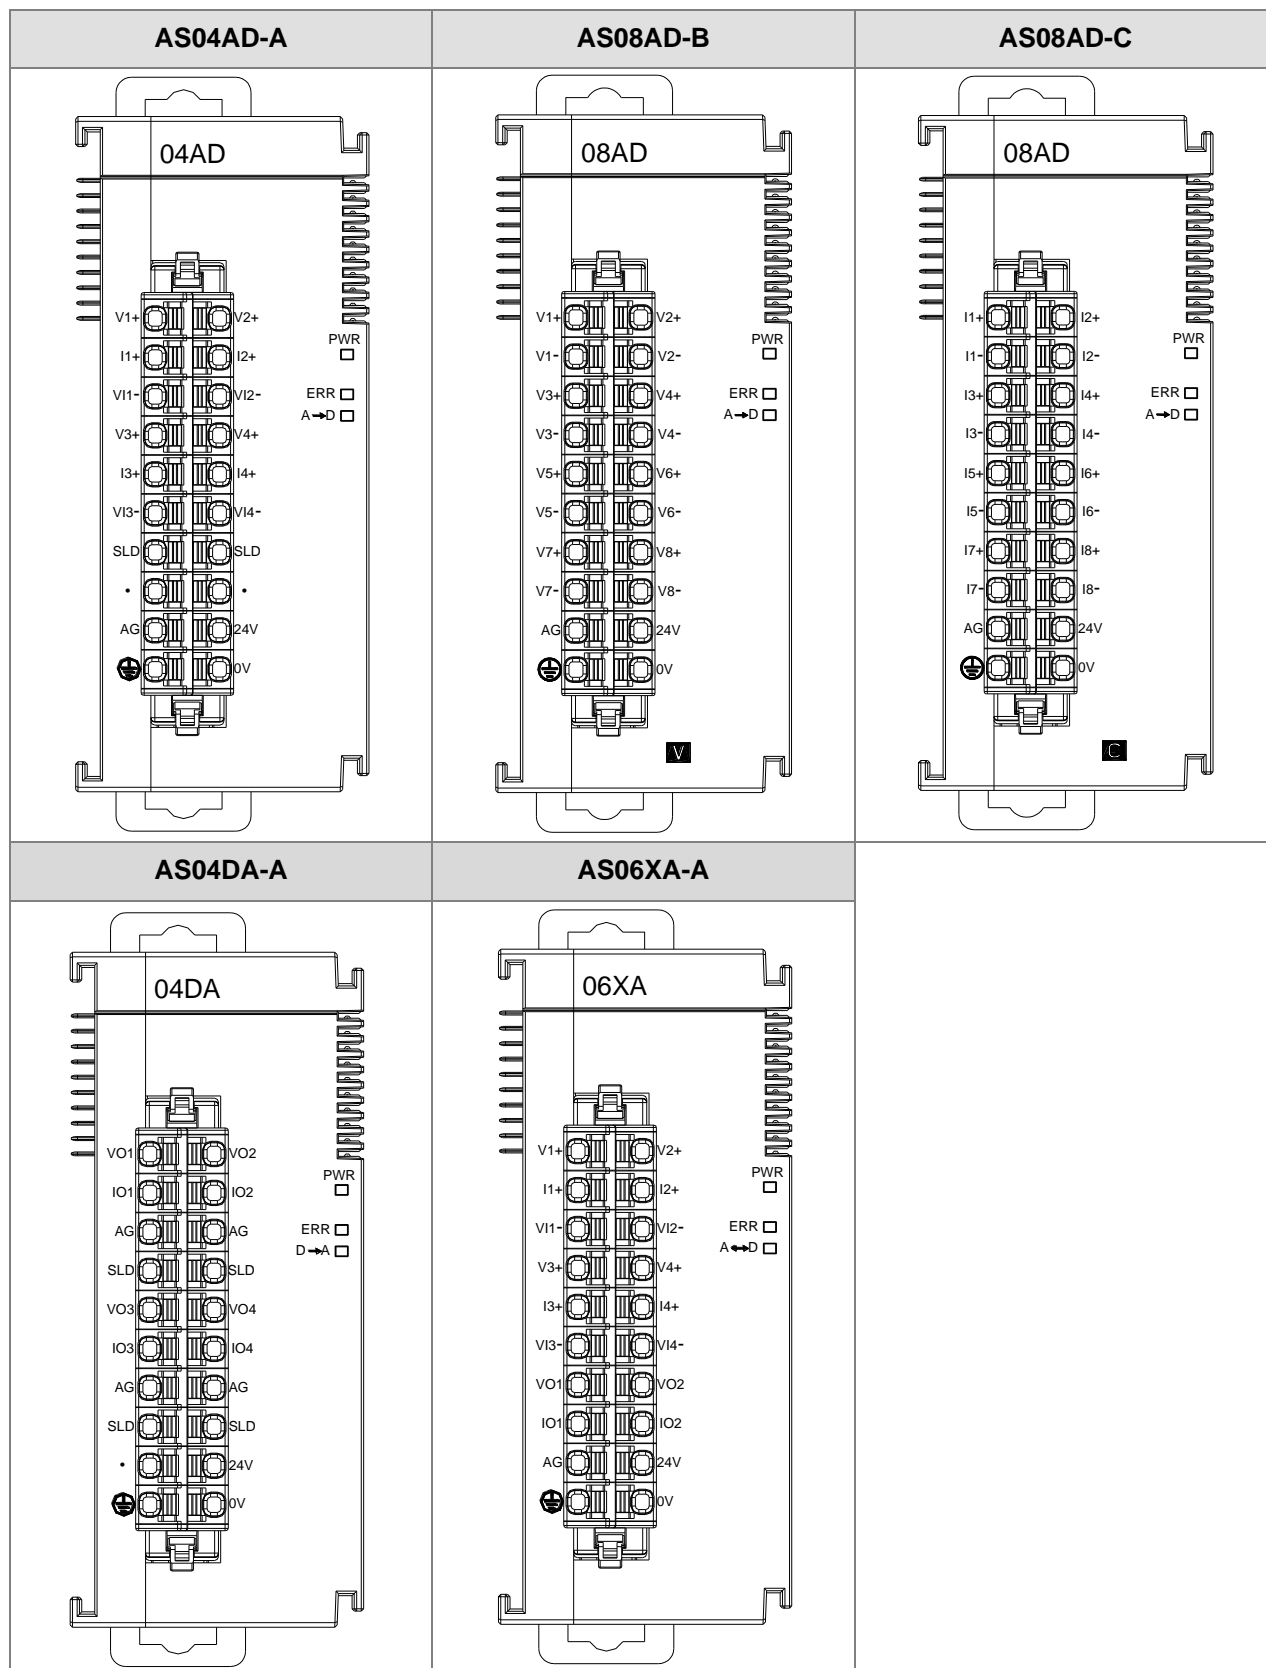 AS04AD-A AS08AD-B AS08AD-C
04AD 08AD 08AD
V1+ V2+ V1+ V2+ I1+ I2+
PWR PWR PWR
I1+ I2+ V1- V2- I1- I2-
VI1- VI2- ERR V3+ V4+ ERR I3+ I4+ ERR
A→D A→D A→D
V3+ V4+ V3- V4- I3- I4-
I3+ I4+ V5+ V6+ I5+ I6+
VI3- VI4- V5- V6- I5- I6-
SLD SLD V7+ V8+ I7+ I8+
• • V7- V8- I7- I8-
AG 24V AG 24V AG 24V
0V 0V 0V
V C
AS04DA-A AS06XA-A
04DA 06XA
VO1 VO2 V1+ V2+
PWR PWR
IO1 IO2 I1+ I2+
AG AG ERR VI1- VI2- ERR
D→A A↔D
SLD SLD V3+ V4+
VO3 VO4 I3+ I4+
IO3 IO4 VI3- VI4-
AG AG VO1 VO2
SLD SLD IO1 IO2
• 24V AG 24V
0V 0V